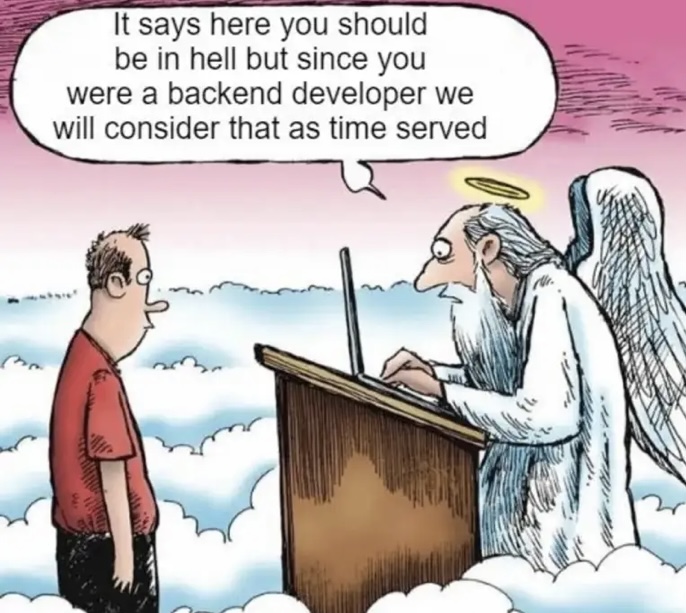 It says here you should
be in hell but since you
were a backend developer we
will consider that as time served